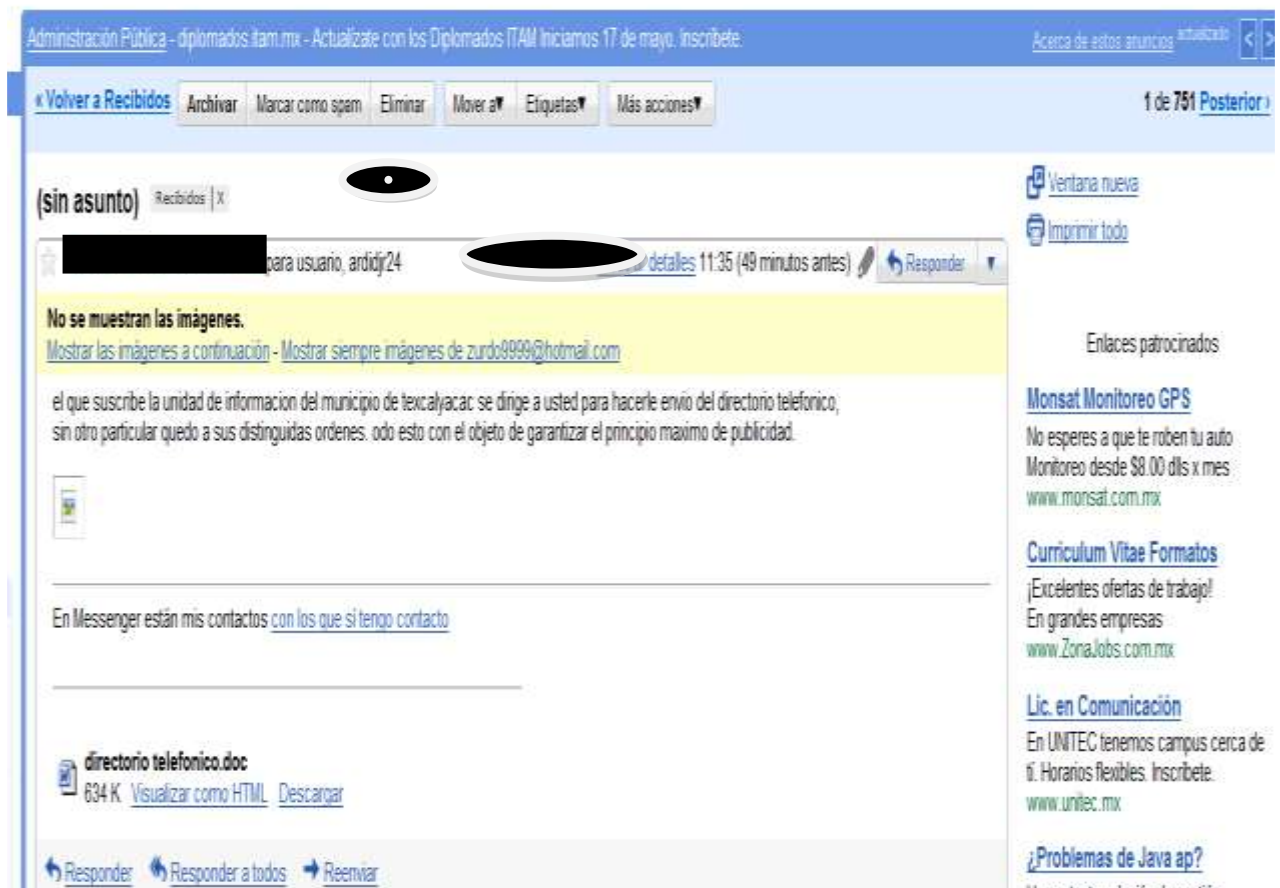 Administración Pública - diplomados.itam.mx - Actualízate con los Diplomados ITAM Iniciamos 17 de mayo. Inscríbete.
Acerca de estos anuncios actualizado < >
« Volver a Recibidos Archivar Marcar como spam Eliminar Mover a▼ Etiquetas▼ Más acciones▼
1 de 751 Posterior ›
(sin asunto) Recibidos | X
para usuario, ardidjr24 detalles 11:35 (49 minutos antes) Responder ▼
No se muestran las imágenes.
Mostrar las imágenes a continuación - Mostrar siempre imágenes de zurdo9999@hotmail.com
el que suscribe la unidad de informacion del municipio de texcalyacac se dirige a usted para hacerle envio del directorio telefonico,
sin otro particular quedo a sus distinguidas ordenes. odo esto con el objeto de garantizar el principio maximo de publicidad.
En Messenger están mis contactos con los que sí tengo contacto
directorio telefonico.doc
634 K Visualizar como HTML Descargar
Responder Responder a todos Reenviar
Ventana nueva
Imprimir todo
Enlaces patrocinados
Monsat Monitoreo GPS
No esperes a que te roben tu auto
Monitoreo desde $8.00 dlls x mes
www.monsat.com.mx
Curriculum Vitae Formatos
¡Excelentes ofertas de trabajo!
En grandes empresas
www.ZonaJobs.com.mx
Lic. en Comunicación
En UNITEC tenemos campus cerca de
tí. Horarios flexibles. Inscríbete.
www.unitec.mx
¿Problemas de Java ap?